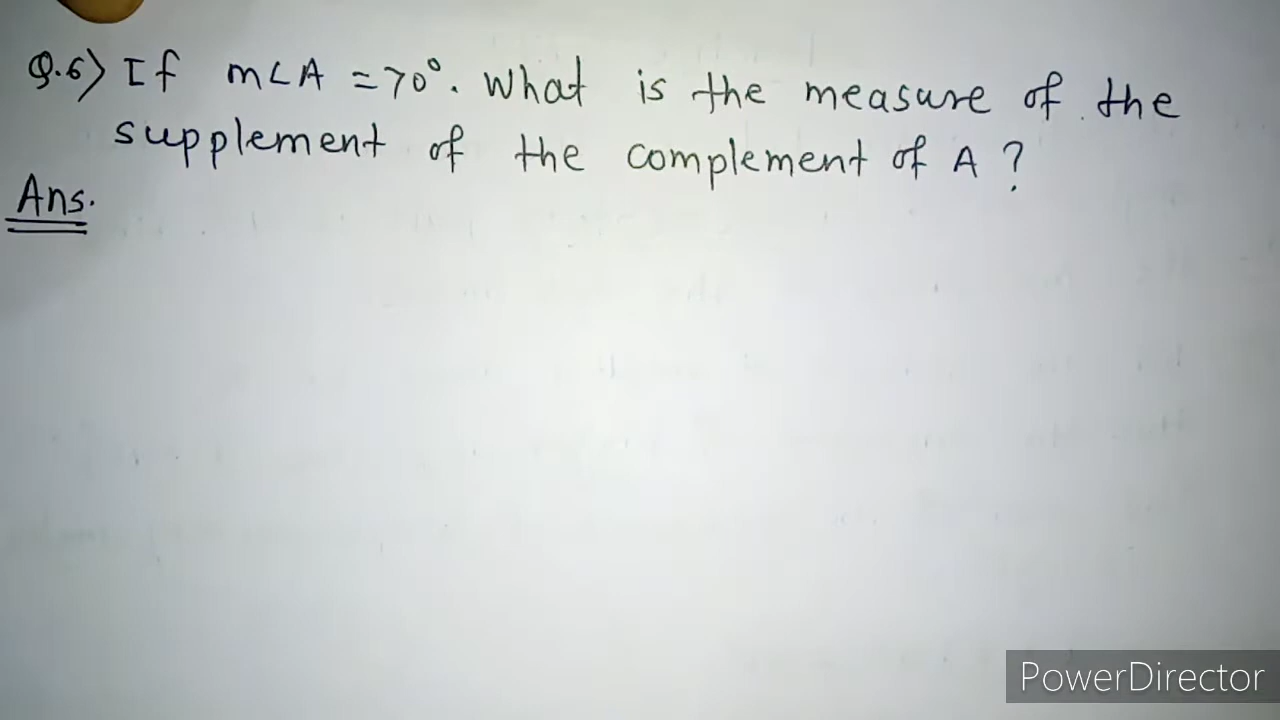 Q.6) If m∠A = 70°. What is the measure of the
supplement of the complement of A ?
Ans.
PowerDirector